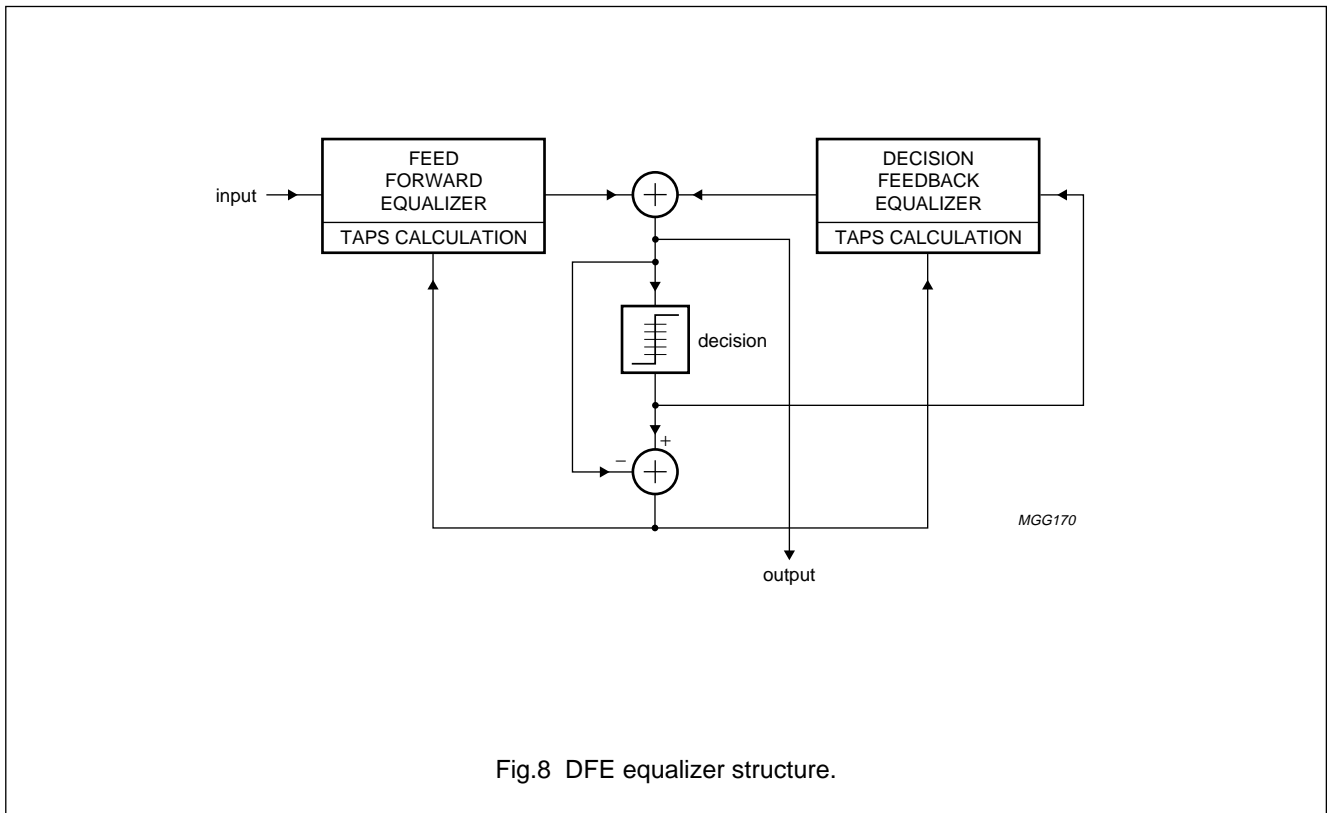 FEED
FORWARD
EQUALIZER
TAPS CALCULATION
DECISION
FEEDBACK
EQUALIZER
TAPS CALCULATION
input
+
decision
+
−
+
MGG170
output
Fig.8 DFE equalizer structure.